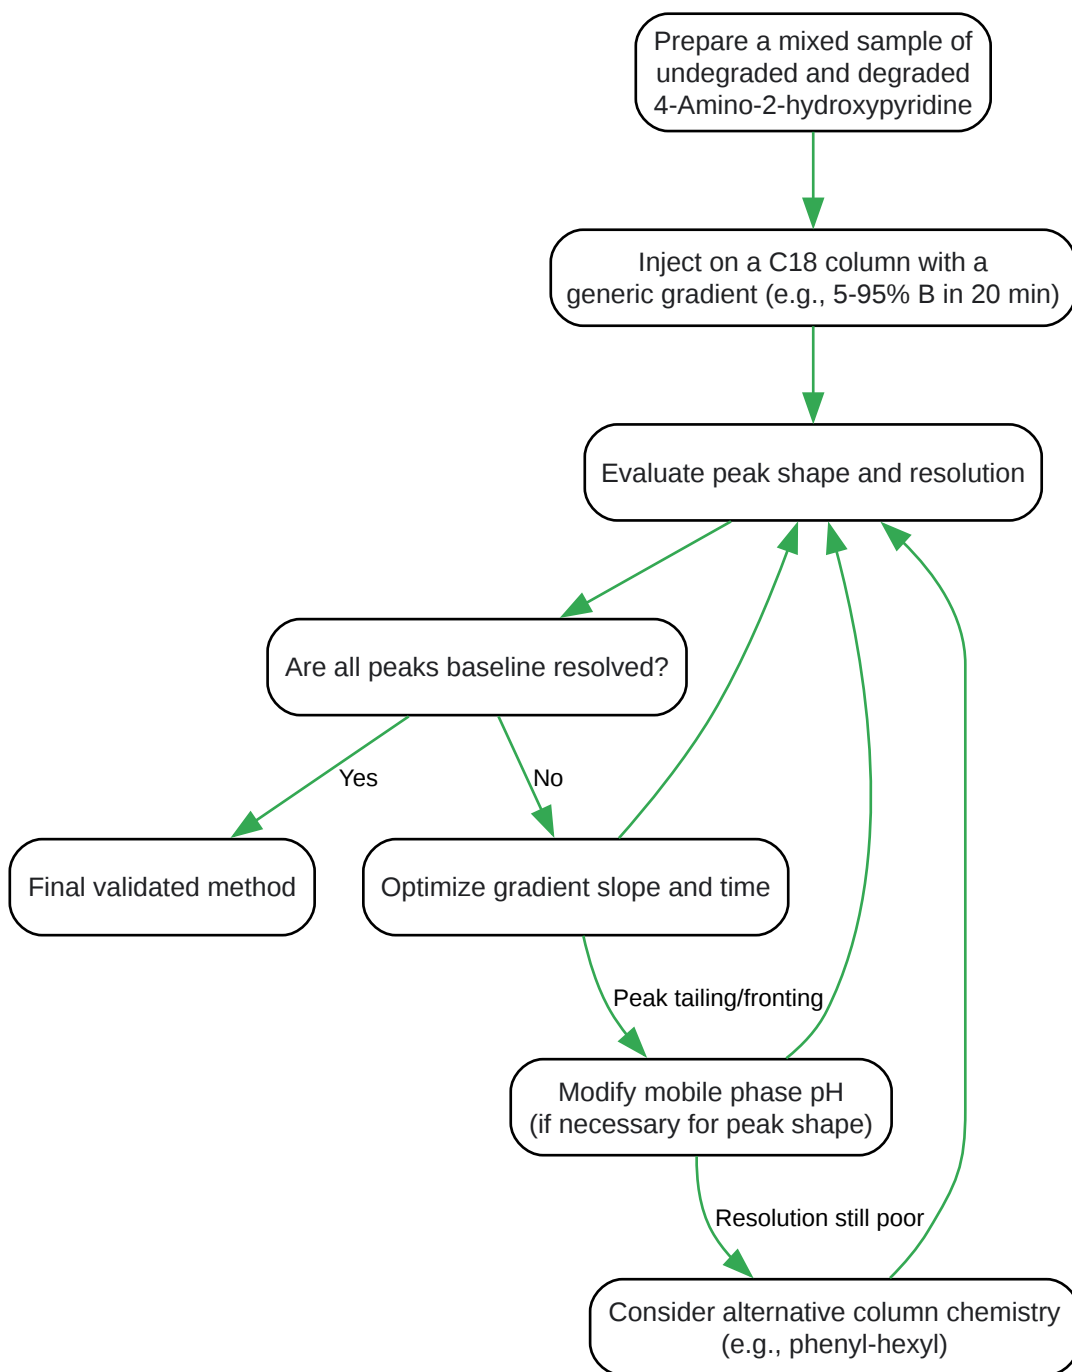 Prepare a mixed sample of
undegraded and degraded
4-Amino-2-hydroxypyridine
Inject on a C18 column with a
generic gradient (e.g., 5-95% B in 20 min)
Evaluate peak shape and resolution
Are all peaks baseline resolved?
Yes
No
Final validated method
Optimize gradient slope and time
Peak tailing/fronting
Modify mobile phase pH
(if necessary for peak shape)
Resolution still poor
Consider alternative column chemistry
(e.g., phenyl-hexyl)